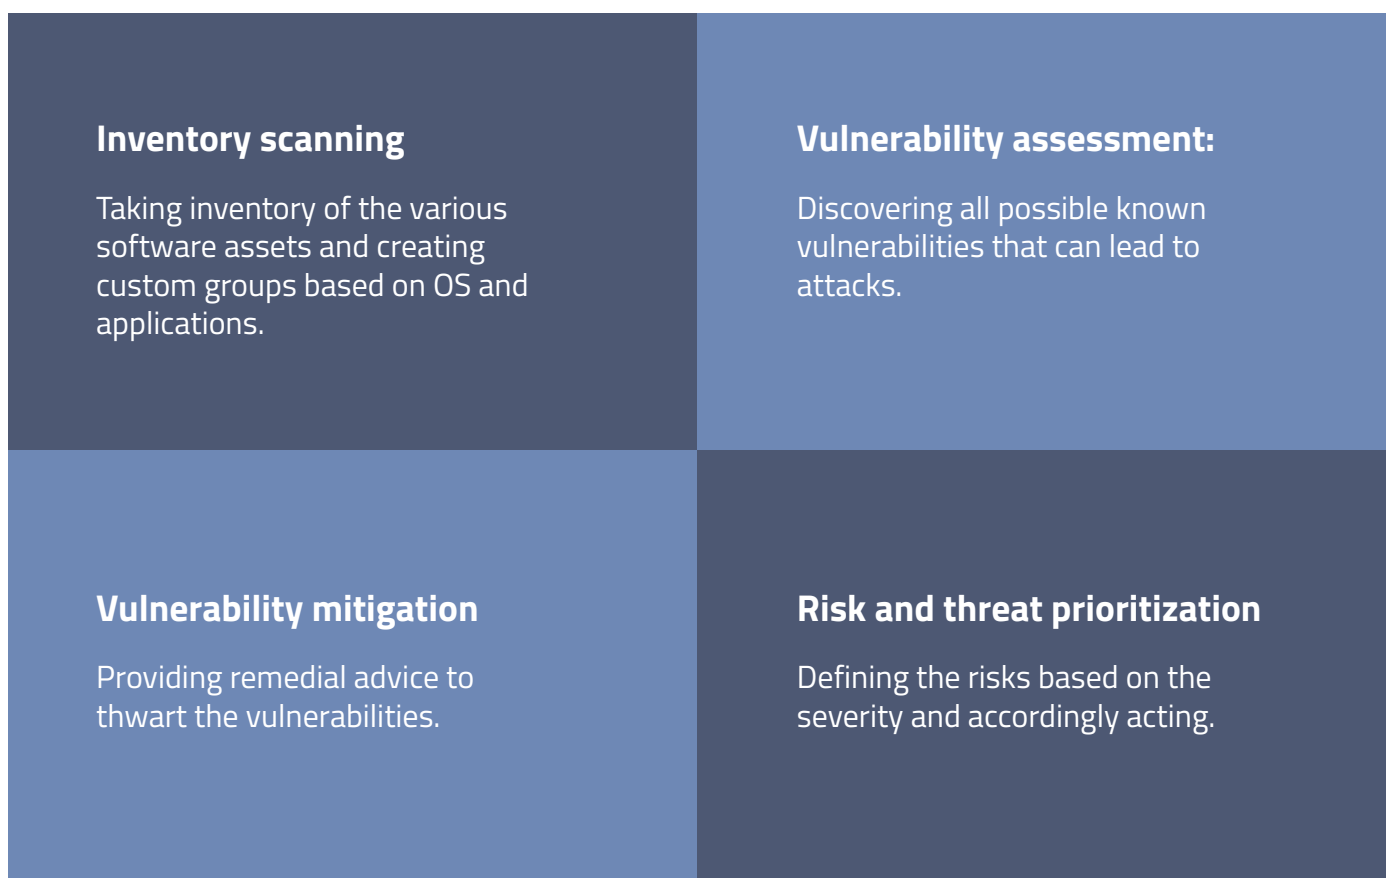 Inventory scanning
Taking inventory of the various
software assets and creating
custom groups based on OS and
applications.
Vulnerability assessment:
Discovering all possible known
vulnerabilities that can lead to
attacks.
Vulnerability mitigation
Providing remedial advice to
thwart the vulnerabilities.
Risk and threat prioritization
Defining the risks based on the
severity and accordingly acting.